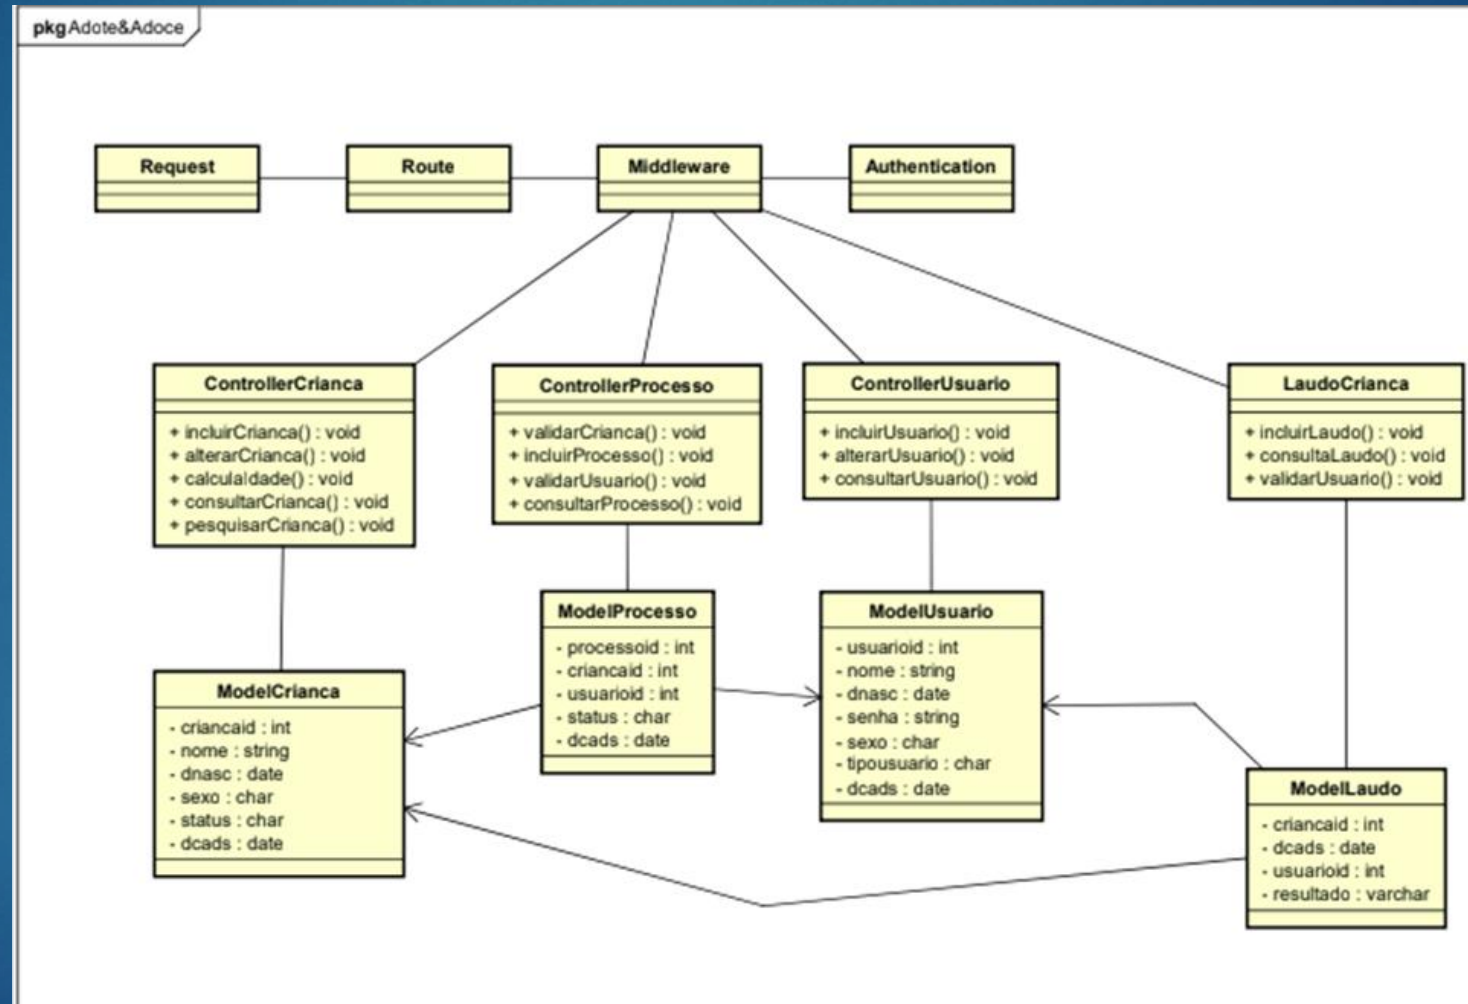 pkg Adote&Adoce
Request
Route
Middleware
Authentication
ControllerCrianca
+ incluirCrianca() : void
+ alterarCrianca() : void
+ calculaIdade() : void
+ consultarCrianca() : void
+ pesquisarCrianca() : void
ControllerProcesso
+ validarCrianca() : void
+ incluirProcesso() : void
+ validarUsuario() : void
+ consultarProcesso() : void
ControllerUsuario
+ incluirUsuario() : void
+ alterarUsuario() : void
+ consultarUsuario() : void
LaudoCrianca
+ incluirLaudo() : void
+ consultaLaudo() : void
+ validarUsuario() : void
ModelCrianca
- criancaid : int
- nome : string
- dnasc : date
- sexo : char
- status : char
- dcads : date
ModelProcesso
- processoid : int
- criancaid : int
- usuarioid : int
- status : char
- dcads : date
ModelUsuario
- usuarioid : int
- nome : string
- dnasc : date
- senha : string
- sexo : char
- tipousuario : char
- dcads : date
ModelLaudo
- criancaid : int
- dcads : date
- usuarioid : int
- resultado : varchar